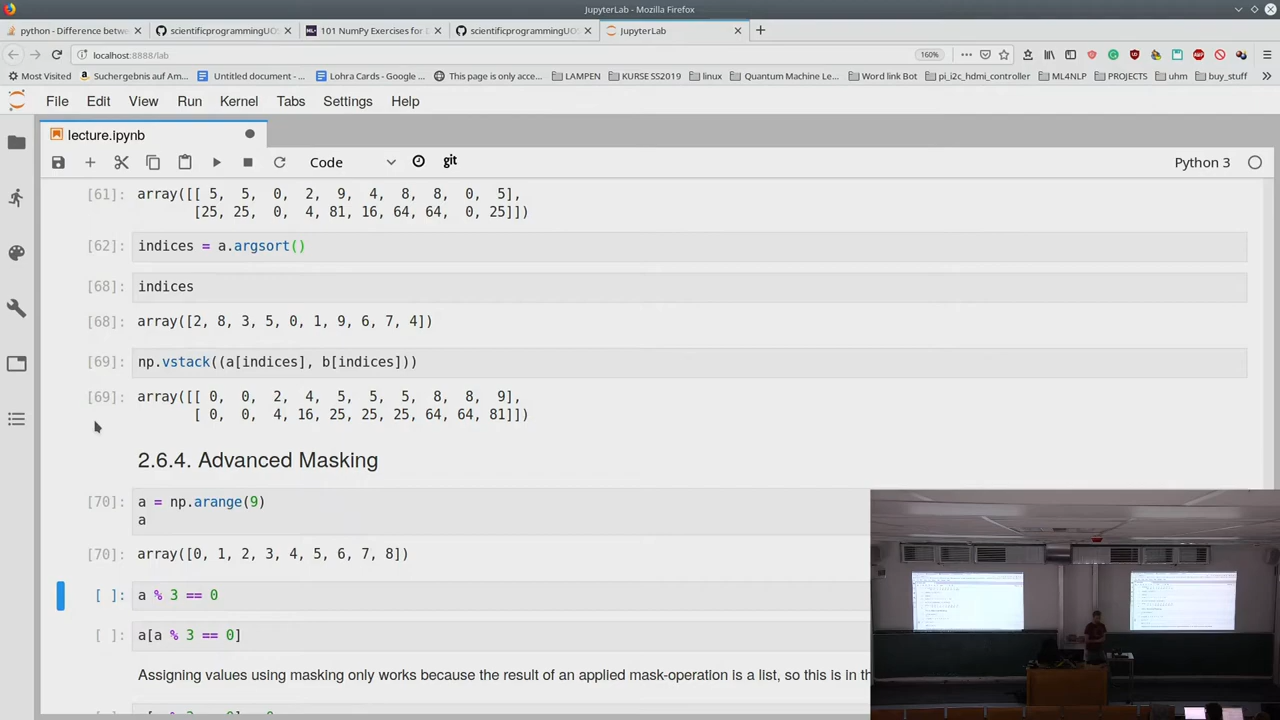 JupyterLab - Mozilla Firefox
python - Difference betwe
scientificprogrammingUO
101 NumPy Exercises for D
scientificprogrammingUO
JupyterLab
localhost:8888/lab
160%
Most Visited
Suchergebnis auf Am...
Untitled document - ...
Lohra Cards - Google ...
This page is only acce...
LAMPEN
KURSE SS2019
linux
Quantum Machine Le...
Word link Bot
pi_i2c_hdmi_controller
ML4NLP
PROJECTS
uhm
buy_stuff
File Edit View Run Kernel Tabs Settings Help
lecture.ipynb
Code
git
Python 3
[61]: array([[ 5, 5, 0, 2, 9, 4, 8, 8, 0, 5],
[25, 25, 0, 4, 81, 16, 64, 64, 0, 25]])
[62]: indices = a.argsort()
[68]: indices
[68]: array([2, 8, 3, 5, 0, 1, 9, 6, 7, 4])
[69]: np.vstack((a[indices], b[indices]))
[69]: array([[ 0, 0, 2, 4, 5, 5, 5, 8, 8, 9],
[ 0, 0, 4, 16, 25, 25, 25, 64, 64, 81]])
2.6.4. Advanced Masking
[70]: a = np.arange(9)
a
[70]: array([0, 1, 2, 3, 4, 5, 6, 7, 8])
[ ]: a % 3 == 0
[ ]: a[a % 3 == 0]
Assigning values using masking only works because the result of an applied mask-operation is a list, so this is in th